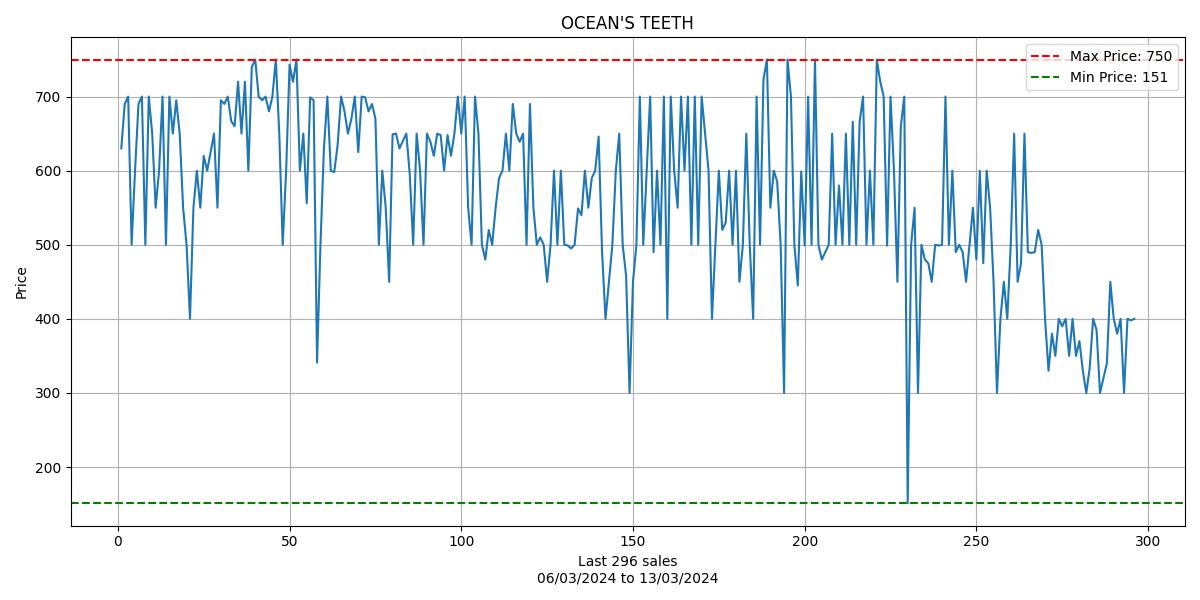 OCEAN'S TEETH
Max Price: 750
Min Price: 151
Price
700
600
500
400
300
200
0 50 100 150 200 250 300
Last 296 sales
06/03/2024 to 13/03/2024